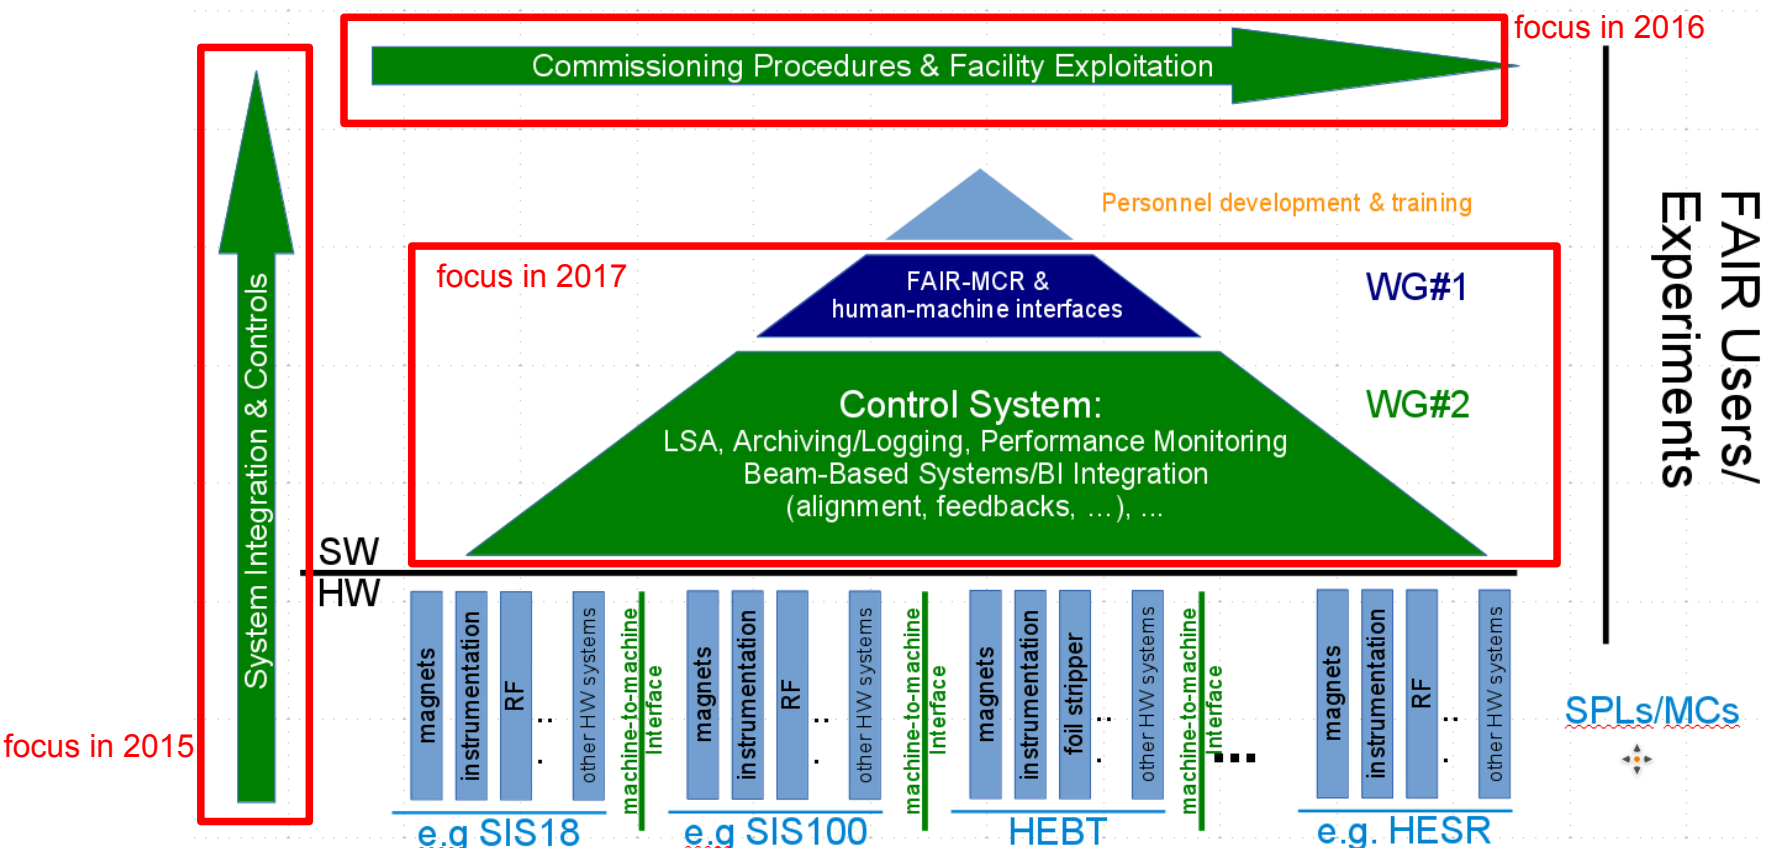 focus in 2016
Commissioning Procedures & Facility Exploitation
Personnel development & training
focus in 2017
FAIR-MCR &
human-machine interfaces
WG#1
Control System:
LSA, Archiving/Logging, Performance Monitoring
Beam-Based Systems/BI Integration
(alignment, feedbacks, ...), ...
WG#2
System Integration & Controls
focus in 2015
FAIR Users/
Experiments
SW
HW
magnets
instrumentation
RF
..
.
other HW systems
machine-to-machine
Interface
magnets
instrumentation
RF
..
.
other HW systems
machine-to-machine
Interface
magnets
instrumentation
foil stripper
..
.
other HW systems
machine-to-machine
Interface
...
magnets
instrumentation
RF
..
.
other HW systems
SPLs/MCs
e.g SIS18
e.g SIS100
HEBT
e.g. HESR